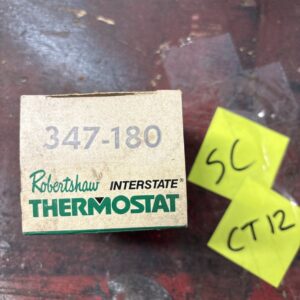 347-180
Robertshaw INTERSTATE®
THERMOSTAT
SC
CT12